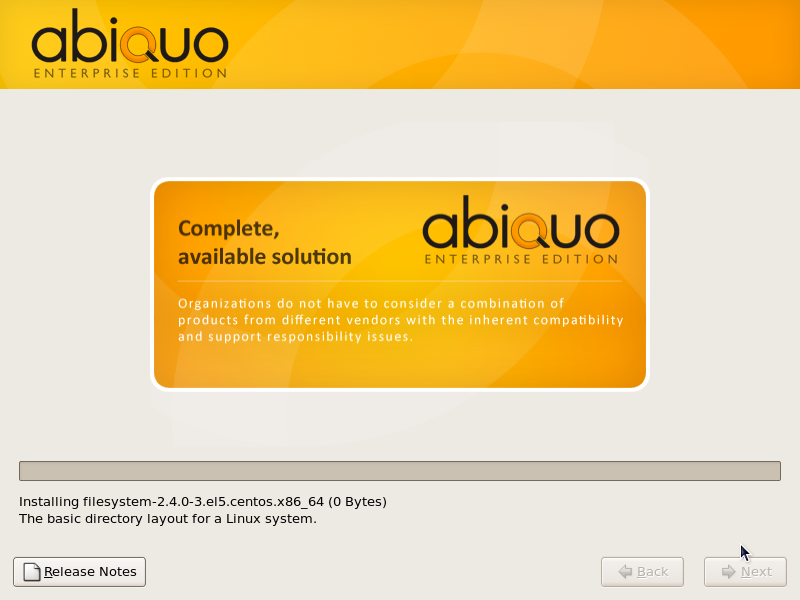 abiquo
ENTERPRISE EDITION
Complete,
available solution
abiquo
ENTERPRISE EDITION
Organizations do not have to consider a combination of
products from different vendors with the inherent compatibility
and support responsibility issues.
Installing filesystem-2.4.0-3.el5.centos.x86_64 (0 Bytes)
The basic directory layout for a Linux system.
Release Notes
Back
Next